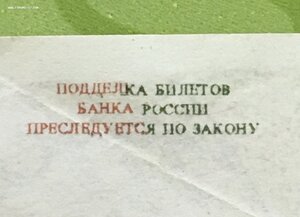 ПОДДЕЛКА БИЛЕТОВ
БАНКА РОССИИ
ПРЕСЛЕДУЕТСЯ ПО ЗАКОНУ